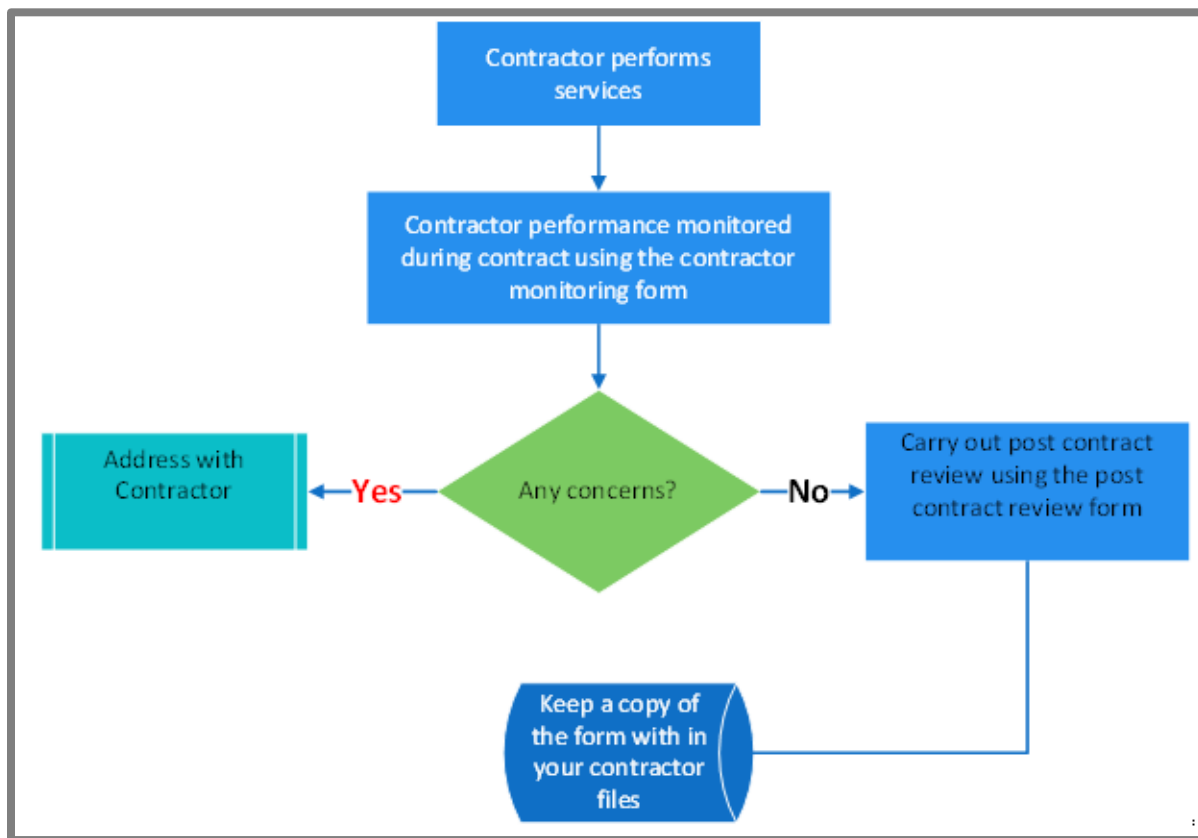 Contractor performs
services
Contractor performance monitored
during contract using the contractor
monitoring form
Address with
Contractor
Yes
Any concerns?
No
Carry out post contract
review using the post
contract review form
Keep a copy of
the form with in
your contractor
files